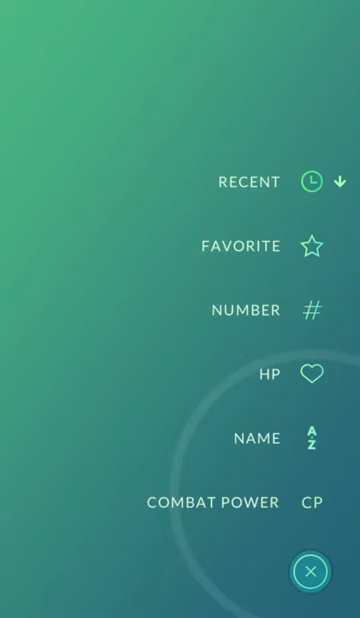 RECENT
FAVORITE
NUMBER #
HP
NAME A Z
COMBAT POWER CP